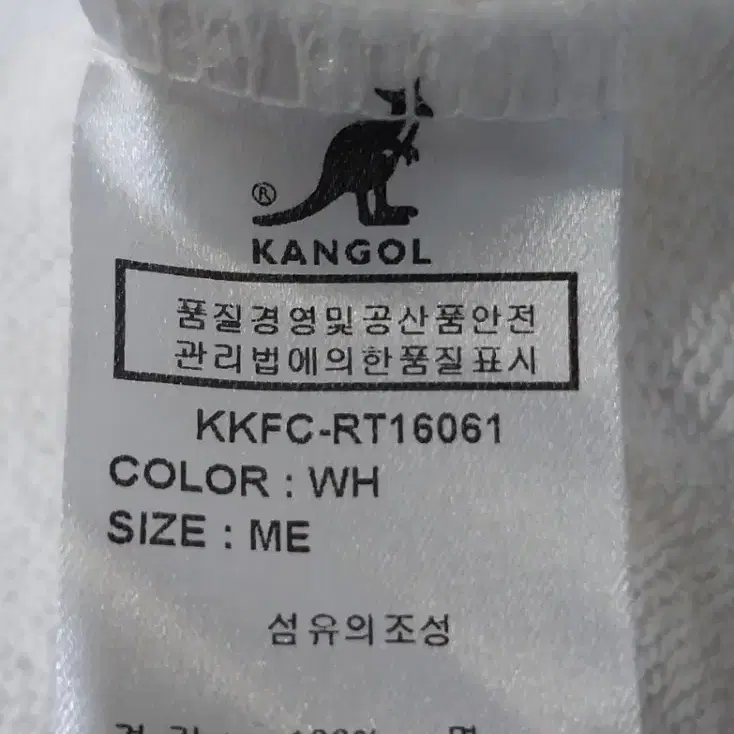 ®
KANGOL
품질경영및공산품안전
관리법에의한품질표시
KKFC-RT16061
COLOR : WH
SIZE : ME
섬유의조성